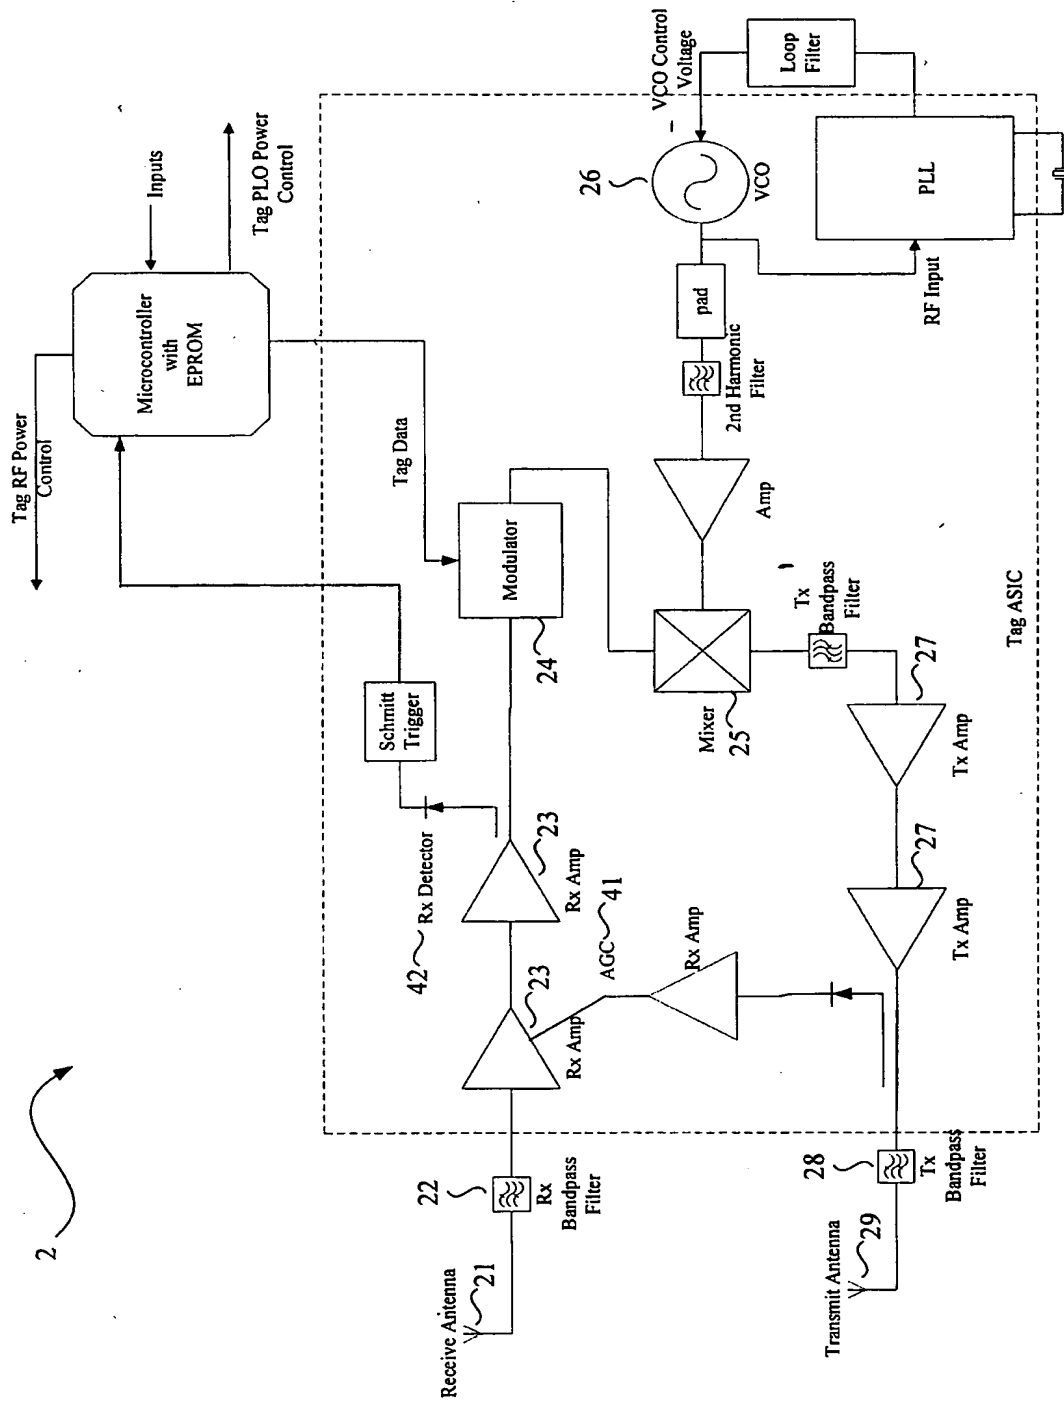 2
Receive Antenna
21
22
Rx
Bandpass
Filter
23
Rx Amp
23
Rx Amp
42
Rx Detector
Schmitt
Trigger
Modulator
24
Tag Data
Microcontroller
with
EPROM
Tag RF Power
Control
Inputs
Tag PLO Power
Control
AGC
41
Rx Amp
Mixer
25
Amp
2nd Harmonic
Filter
pad
26
VCO
VCO Control
Voltage
Loop
Filter
PLL
RF Input
Tx
Bandpass
Filter
27
Tx Amp
27
Tx Amp
Tag ASIC
28
Tx
Bandpass
Filter
Transmit Antenna
29